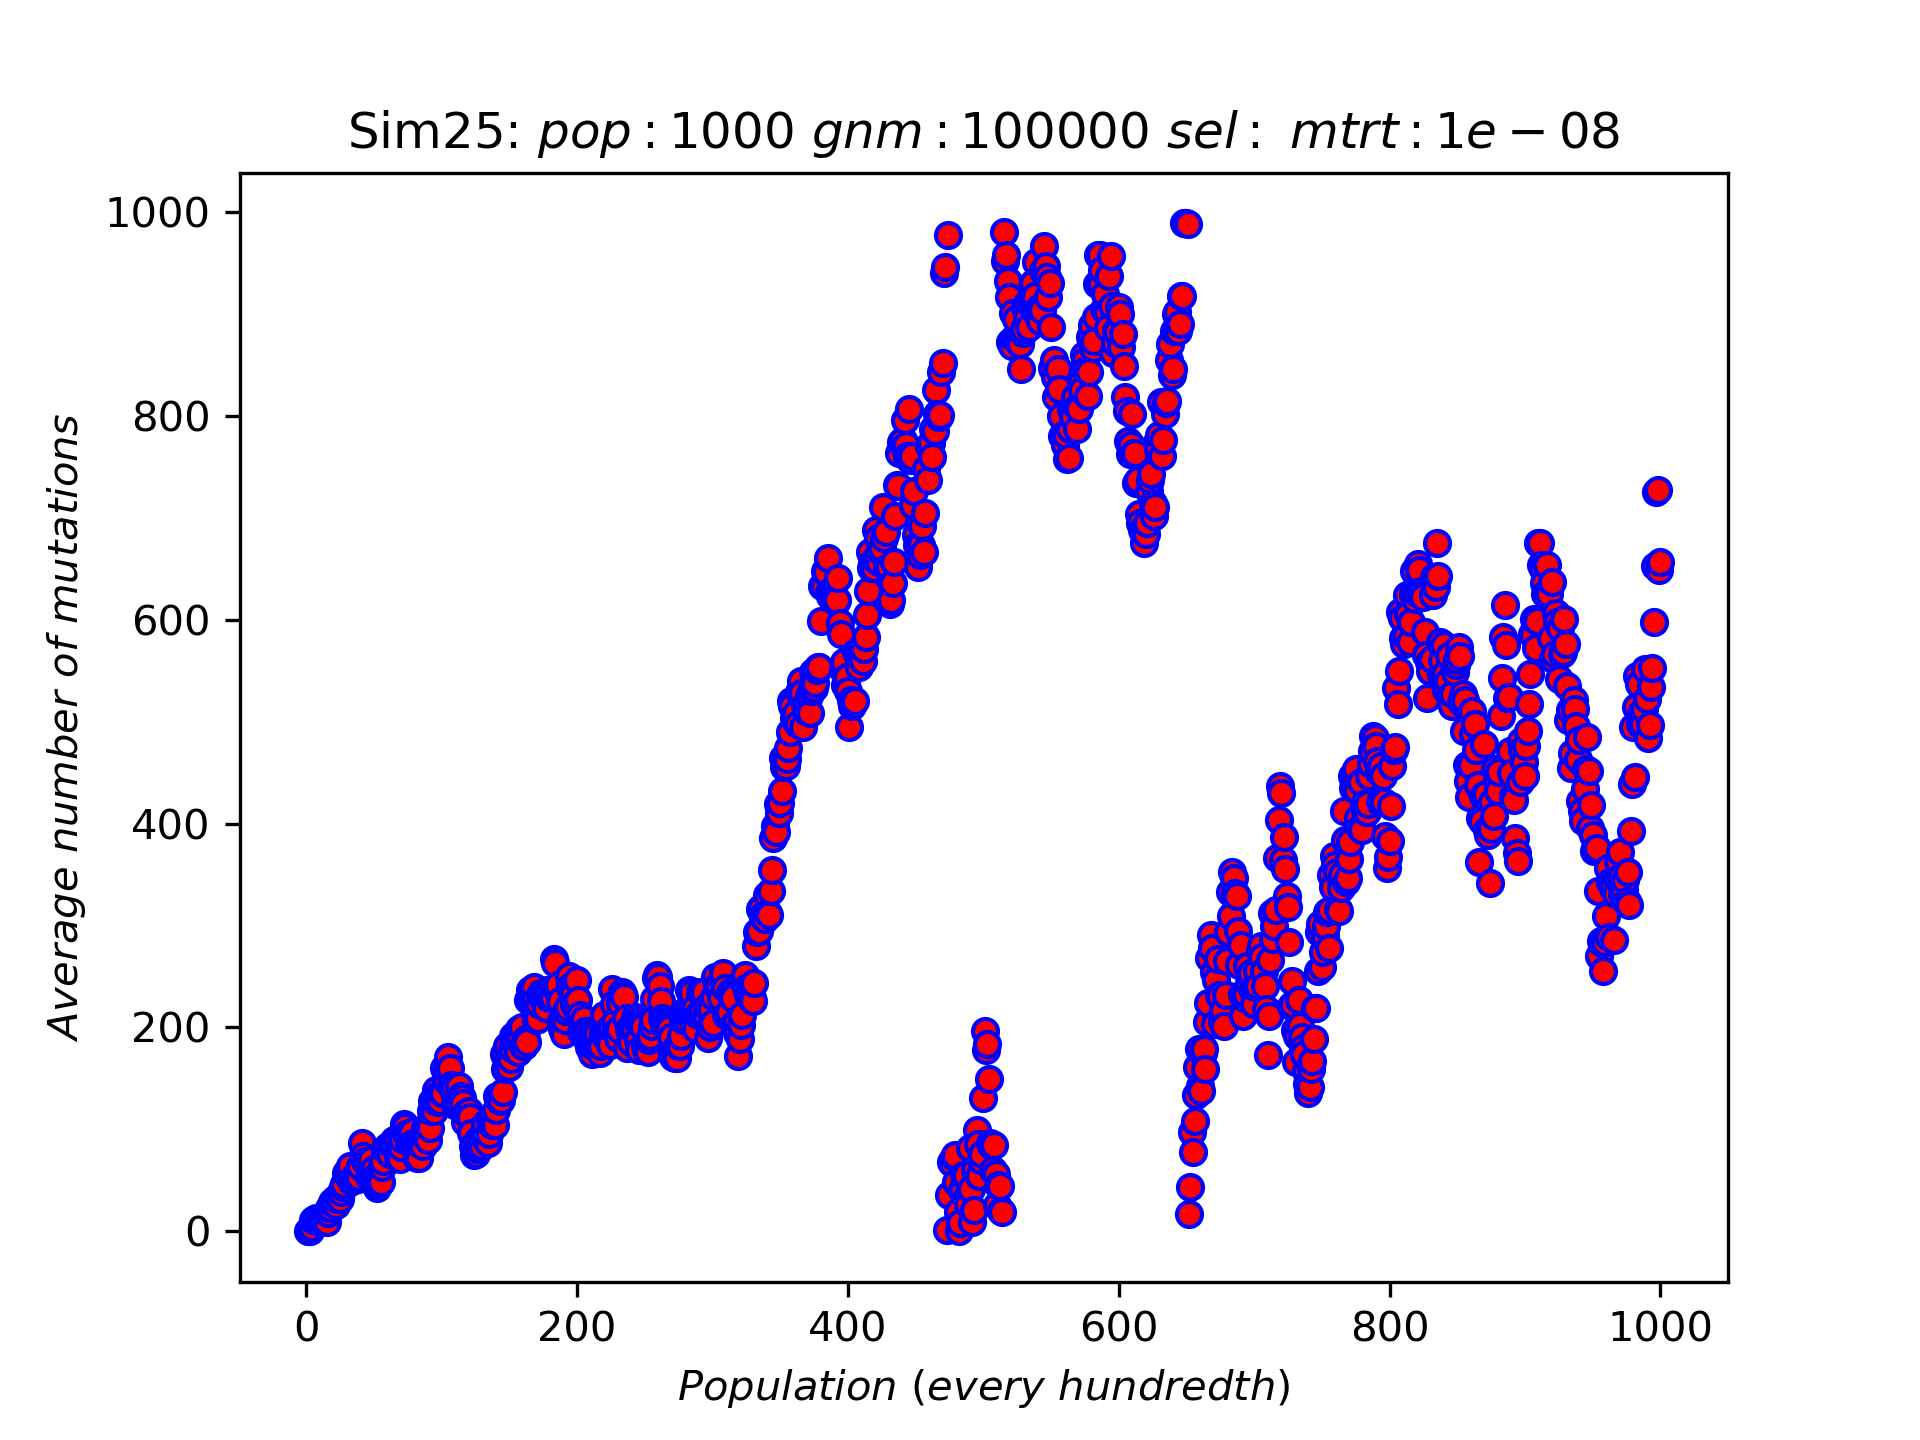 Sim25: pop : 1000 gnm : 100000 sel : mtrt : 1e − 08
1000
800
600
400
200
0
Average number of mutations
0 200 400 600 800 1000
Population (every hundredth)